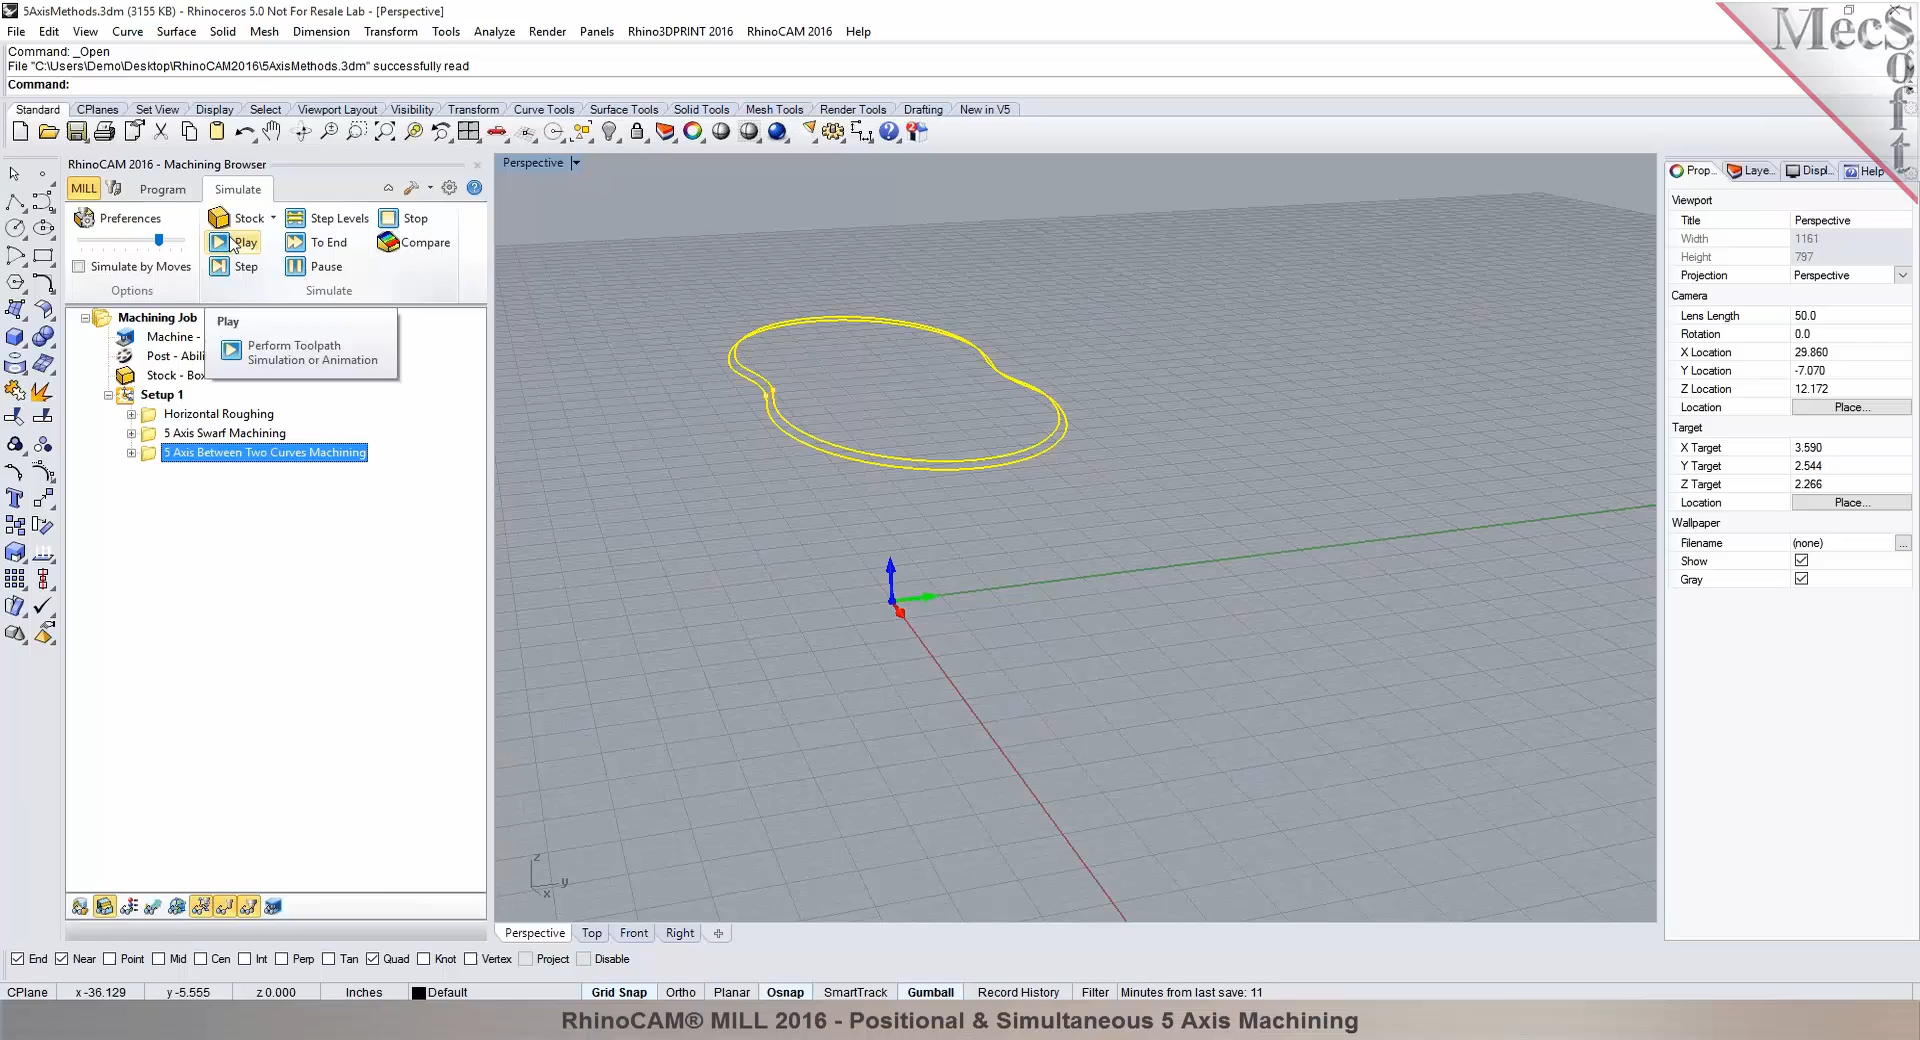 5AxisMethods.3dm (3155 KB) - Rhinoceros 5.0 Not For Resale Lab - [Perspective]
File Edit View Curve Surface Solid Mesh Dimension Transform Tools Analyze Render Panels Rhino3DPRINT 2016 RhinoCAM 2016 Help
Command: _Open
File "C:\Users\Demo\Desktop\RhinoCAM2016\5AxisMethods.3dm" successfully read
Command:
MecSoft
Standard CPlanes Set View Display Select Viewport Layout Visibility Transform Curve Tools Surface Tools Solid Tools Mesh Tools Render Tools Drafting New in V5
RhinoCAM 2016 - Machining Browser
MILL Program Simulate
Preferences Stock Step Levels Stop
Play To End Compare
Simulate by Moves Step Pause
Options Simulate
Machining Job
Machine -
Post - Abili
Stock - Box
Play
Perform Toolpath
Simulation or Animation
Setup 1
Horizontal Roughing
5 Axis Swarf Machining
5 Axis Between Two Curves Machining
Perspective
z
y
x
Perspective Top Front Right
Prop... Laye... Displ... Help
Viewport
Title Perspective
Width 1161
Height 797
Projection Perspective
Camera
Lens Length 50.0
Rotation 0.0
X Location 29.860
Y Location -7.070
Z Location 12.172
Location Place...
Target
X Target 3.590
Y Target 2.544
Z Target 2.266
Location Place...
Wallpaper
Filename (none) ...
Show
Gray
End Near Point Mid Cen Int Perp Tan Quad Knot Vertex Project Disable
CPlane x -36.129 y -5.555 z 0.000 Inches Default Grid Snap Ortho Planar Osnap SmartTrack Gumball Record History Filter Minutes from last save: 11
RhinoCAM® MILL 2016 - Positional & Simultaneous 5 Axis Machining